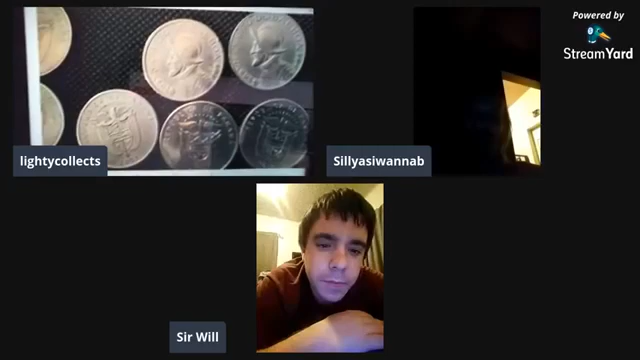 Powered by
StreamYard
lightycollects
Sillyasiwannab
Sir Will